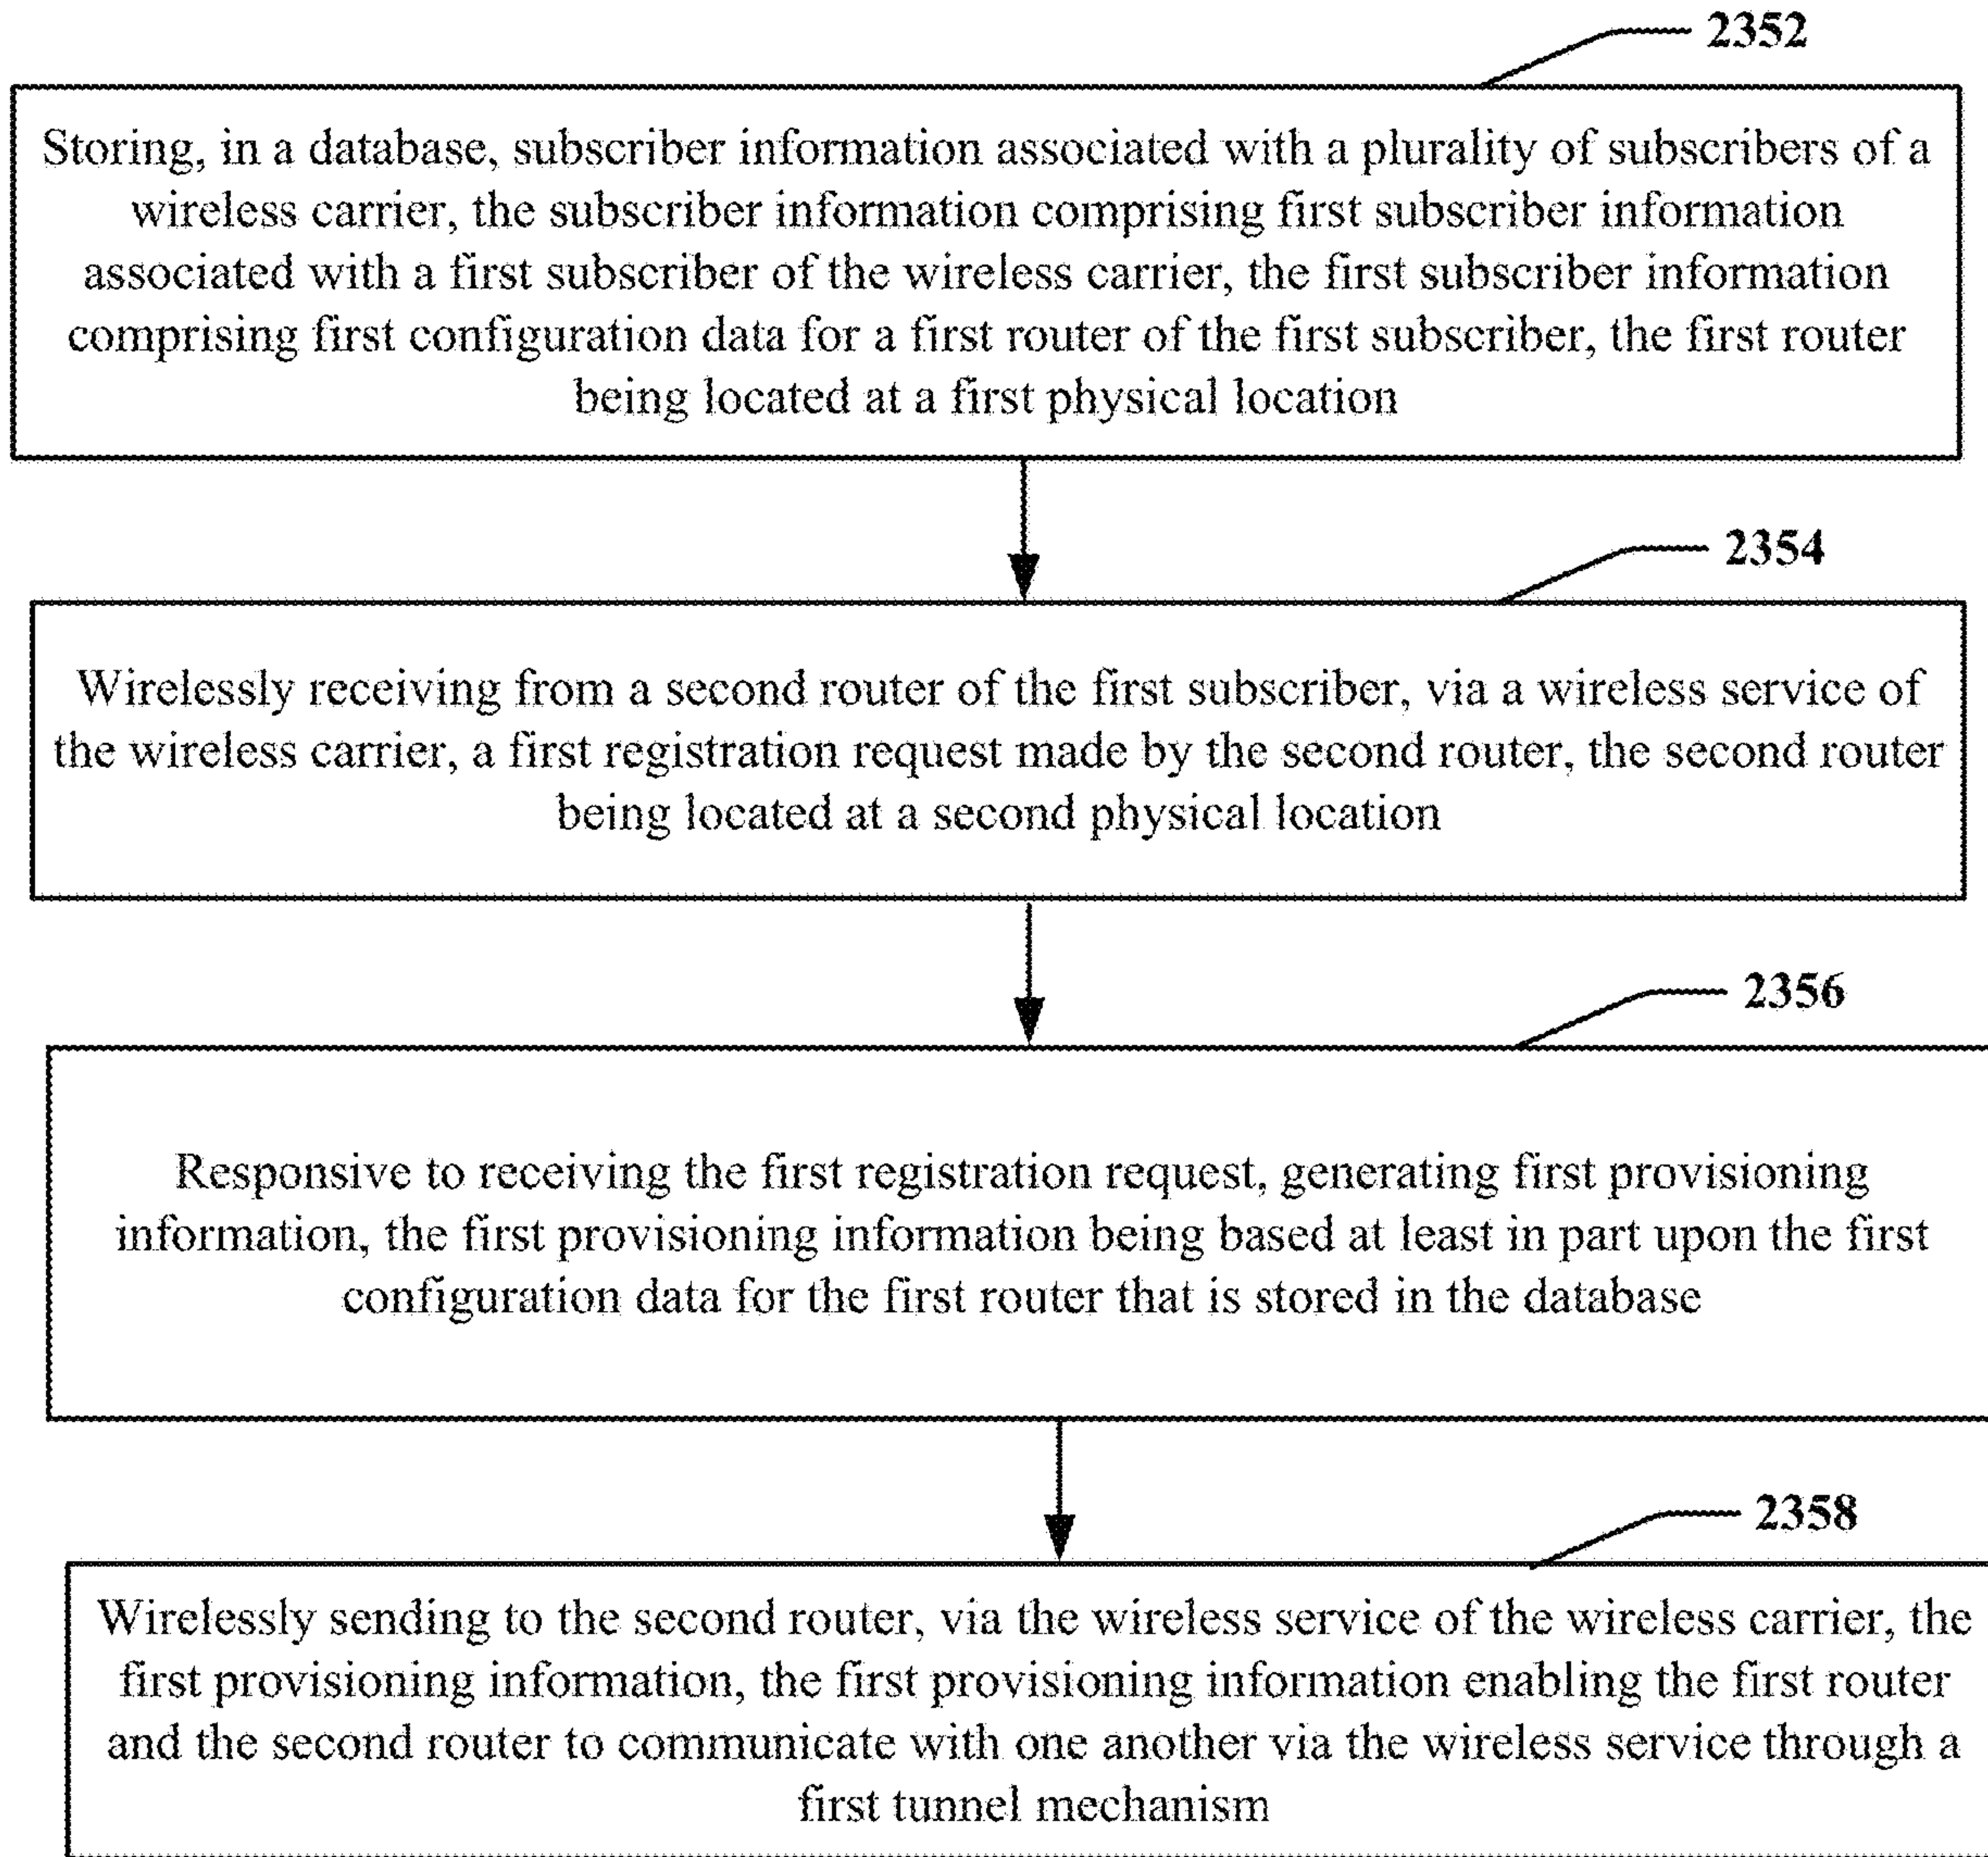 2352
Storing, in a database, subscriber information associated with a plurality of subscribers of a
wireless carrier, the subscriber information comprising first subscriber information
associated with a first subscriber of the wireless carrier, the first subscriber information
comprising first configuration data for a first router of the first subscriber, the first router
being located at a first physical location
2354
Wirelessly receiving from a second router of the first subscriber, via a wireless service of
the wireless carrier, a first registration request made by the second router, the second router
being located at a second physical location
2356
Responsive to receiving the first registration request, generating first provisioning
information, the first provisioning information being based at least in part upon the first
configuration data for the first router that is stored in the database
2358
Wirelessly sending to the second router, via the wireless service of the wireless carrier, the
first provisioning information, the first provisioning information enabling the first router
and the second router to communicate with one another via the wireless service through a
first tunnel mechanism